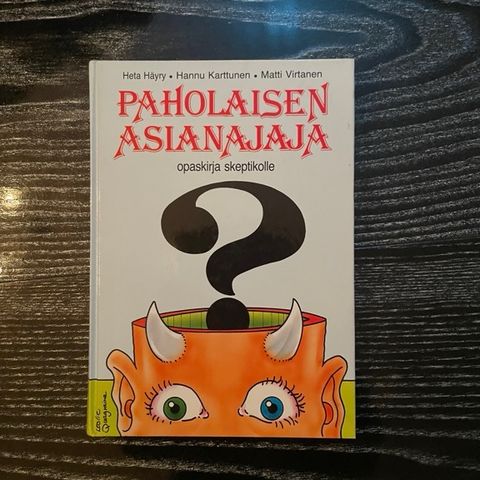 Heta Häyry • Hannu Karttunen • Matti Virtanen
PAHOLAISEN
ASIANAJAJA
opaskirja skeptikolle
?